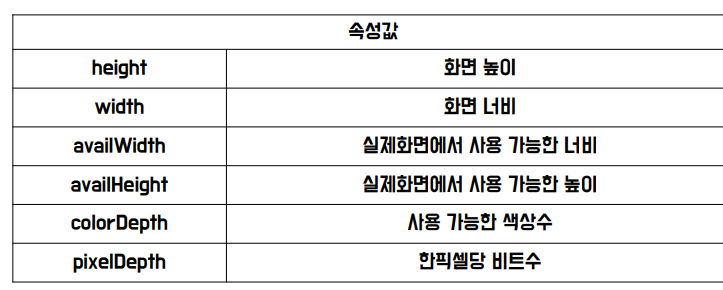 속성값
height 화면 높이
width 화면 너비
availWidth 실제화면에서 사용 가능한 너비
availHeight 실제화면에서 사용 가능한 높이
colorDepth 사용 가능한 색상수
pixelDepth 한픽셀당 비트수